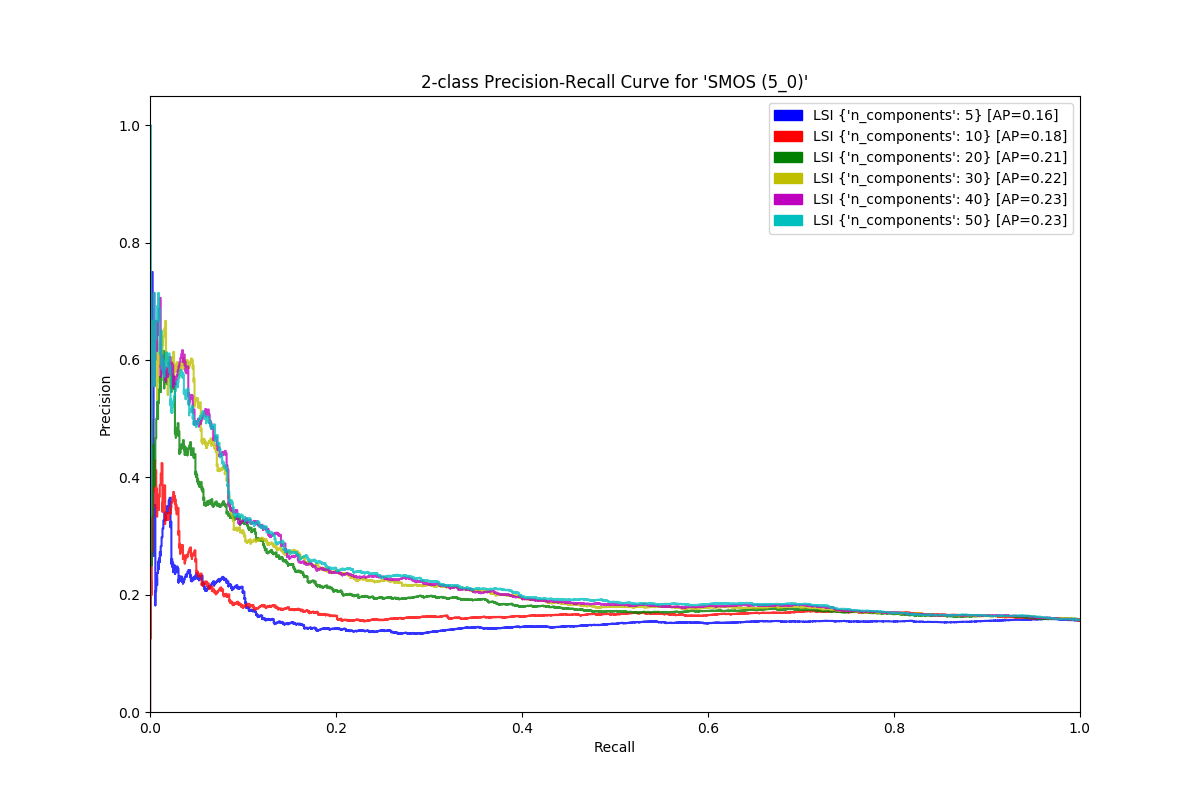 2-class Precision-Recall Curve for 'SMOS (5_0)'
LSI {'n_components': 5} [AP=0.16]
LSI {'n_components': 10} [AP=0.18]
LSI {'n_components': 20} [AP=0.21]
LSI {'n_components': 30} [AP=0.22]
LSI {'n_components': 40} [AP=0.23]
LSI {'n_components': 50} [AP=0.23]
1.0
0.8
0.6
0.4
0.2
0.0
Precision
0.0 0.2 0.4 0.6 0.8 1.0
Recall